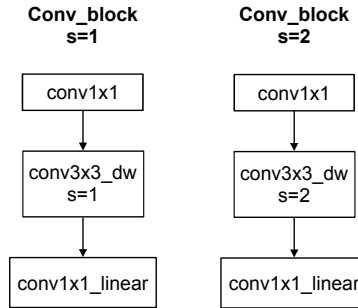 Conv_block
s=1
conv1x1
conv3x3_dw
s=1
conv1x1_linear
Conv_block
s=2
conv1x1
conv3x3_dw
s=2
conv1x1_linear